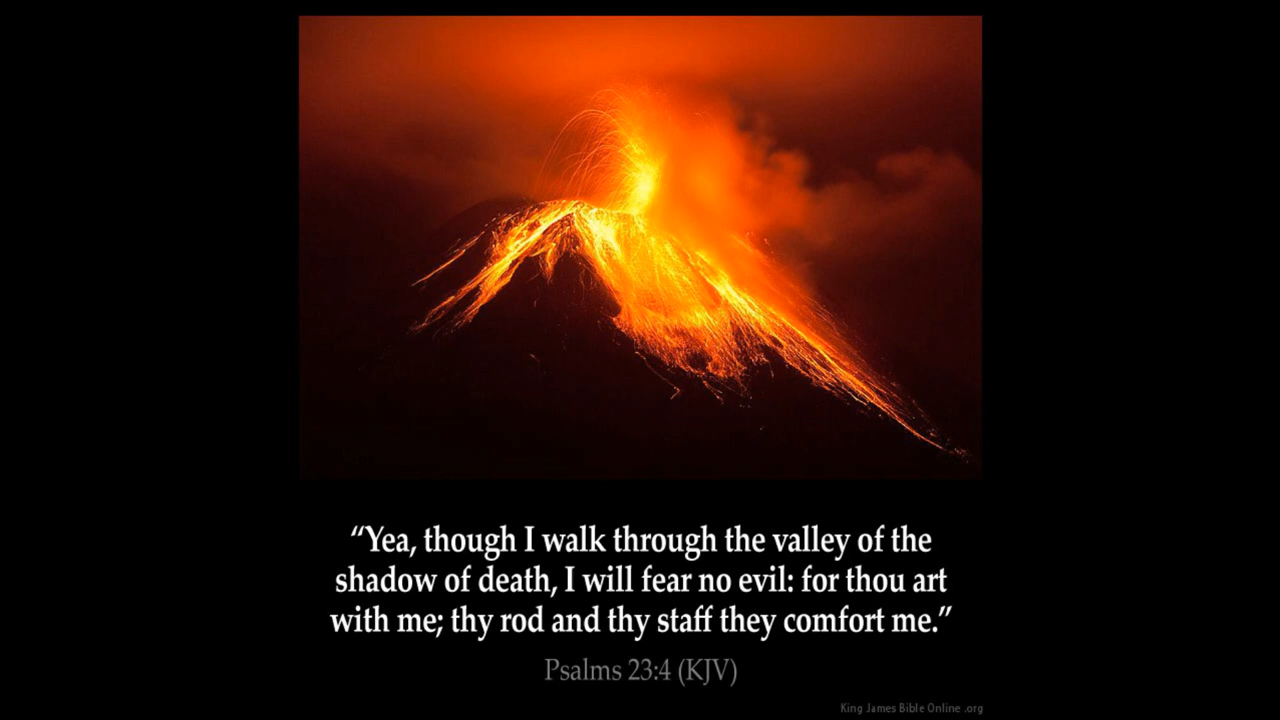 “Yea, though I walk through the valley of the
shadow of death, I will fear no evil: for thou art
with me; thy rod and thy staff they comfort me.”
Psalms 23:4 (KJV)
King James Bible Online .org